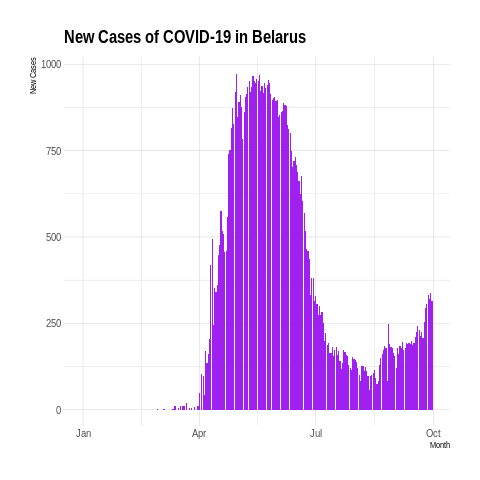 New Cases of COVID-19 in Belarus
New Cases
1000
750
500
250
0
Jan Apr Jul Oct
Month